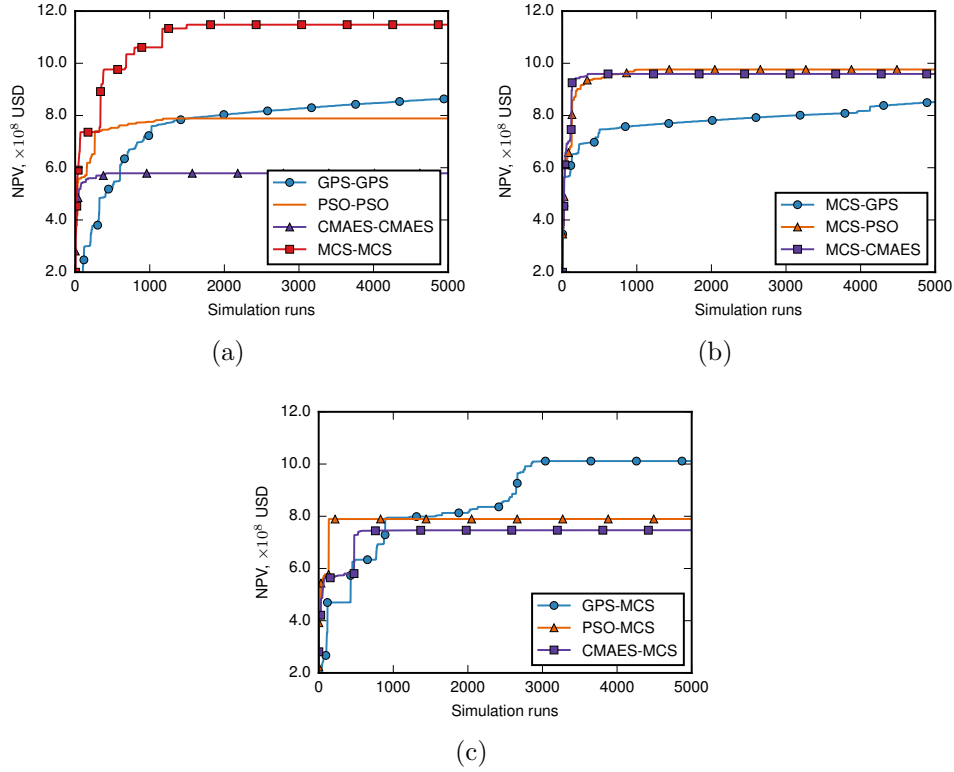 12.0
10.0
8.0
6.0
4.0
2.0
NPV, ×10⁸ USD
0 1000 2000 3000 4000 5000
Simulation runs
GPS-GPS
PSO-PSO
CMAES-CMAES
MCS-MCS
(a)
12.0
10.0
8.0
6.0
4.0
2.0
NPV, ×10⁸ USD
0 1000 2000 3000 4000 5000
Simulation runs
MCS-GPS
MCS-PSO
MCS-CMAES
(b)
12.0
10.0
8.0
6.0
4.0
2.0
NPV, ×10⁸ USD
0 1000 2000 3000 4000 5000
Simulation runs
GPS-MCS
PSO-MCS
CMAES-MCS
(c)